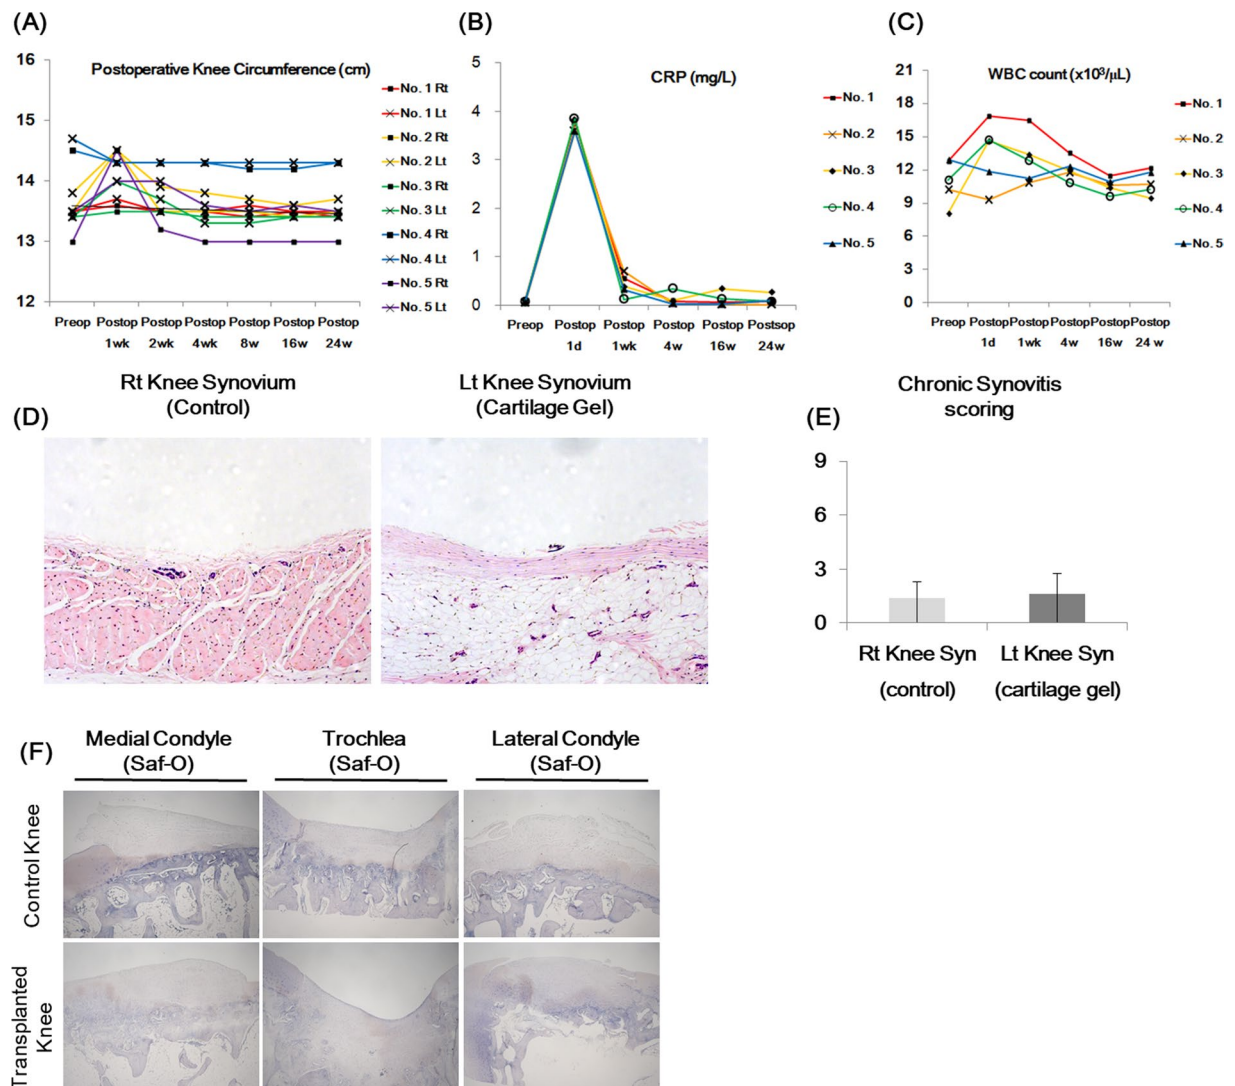 (A)
Postoperative Knee Circumference (cm)
16
15
14
13
12
Preop Postop Postop Postop Postop Postop Postop
1wk 2wk 4wk 8w 16w 24w
No. 1 Rt
No. 1 Lt
No. 2 Rt
No. 2 Lt
No. 3 Rt
No. 3 Lt
No. 4 Rt
No. 4 Lt
No. 5 Rt
No. 5 Lt
(B)
CRP (mg/L)
5
4
3
2
1
0
Preop Postop Postop Postop Postop Postsop
1d 1wk 4w 16w 24w
No. 1
No. 2
No. 3
No. 4
No. 5
(C)
WBC count (x10³/µL)
21
18
15
12
9
6
3
0
Preop Postop Postop Postop Postop Postop
1d 1wk 4w 16w 24 w
No. 1
No. 2
No. 3
No. 4
No. 5
(D)
Rt Knee Synovium
(Control)
Lt Knee Synovium
(Cartilage Gel)
(E)
Chronic Synovitis
scoring
9
6
3
0
Rt Knee Syn
(control)
Lt Knee Syn
(cartilage gel)
(F)
Medial Condyle
(Saf-O)
Trochlea
(Saf-O)
Lateral Condyle
(Saf-O)
Control Knee
Transplanted
Knee